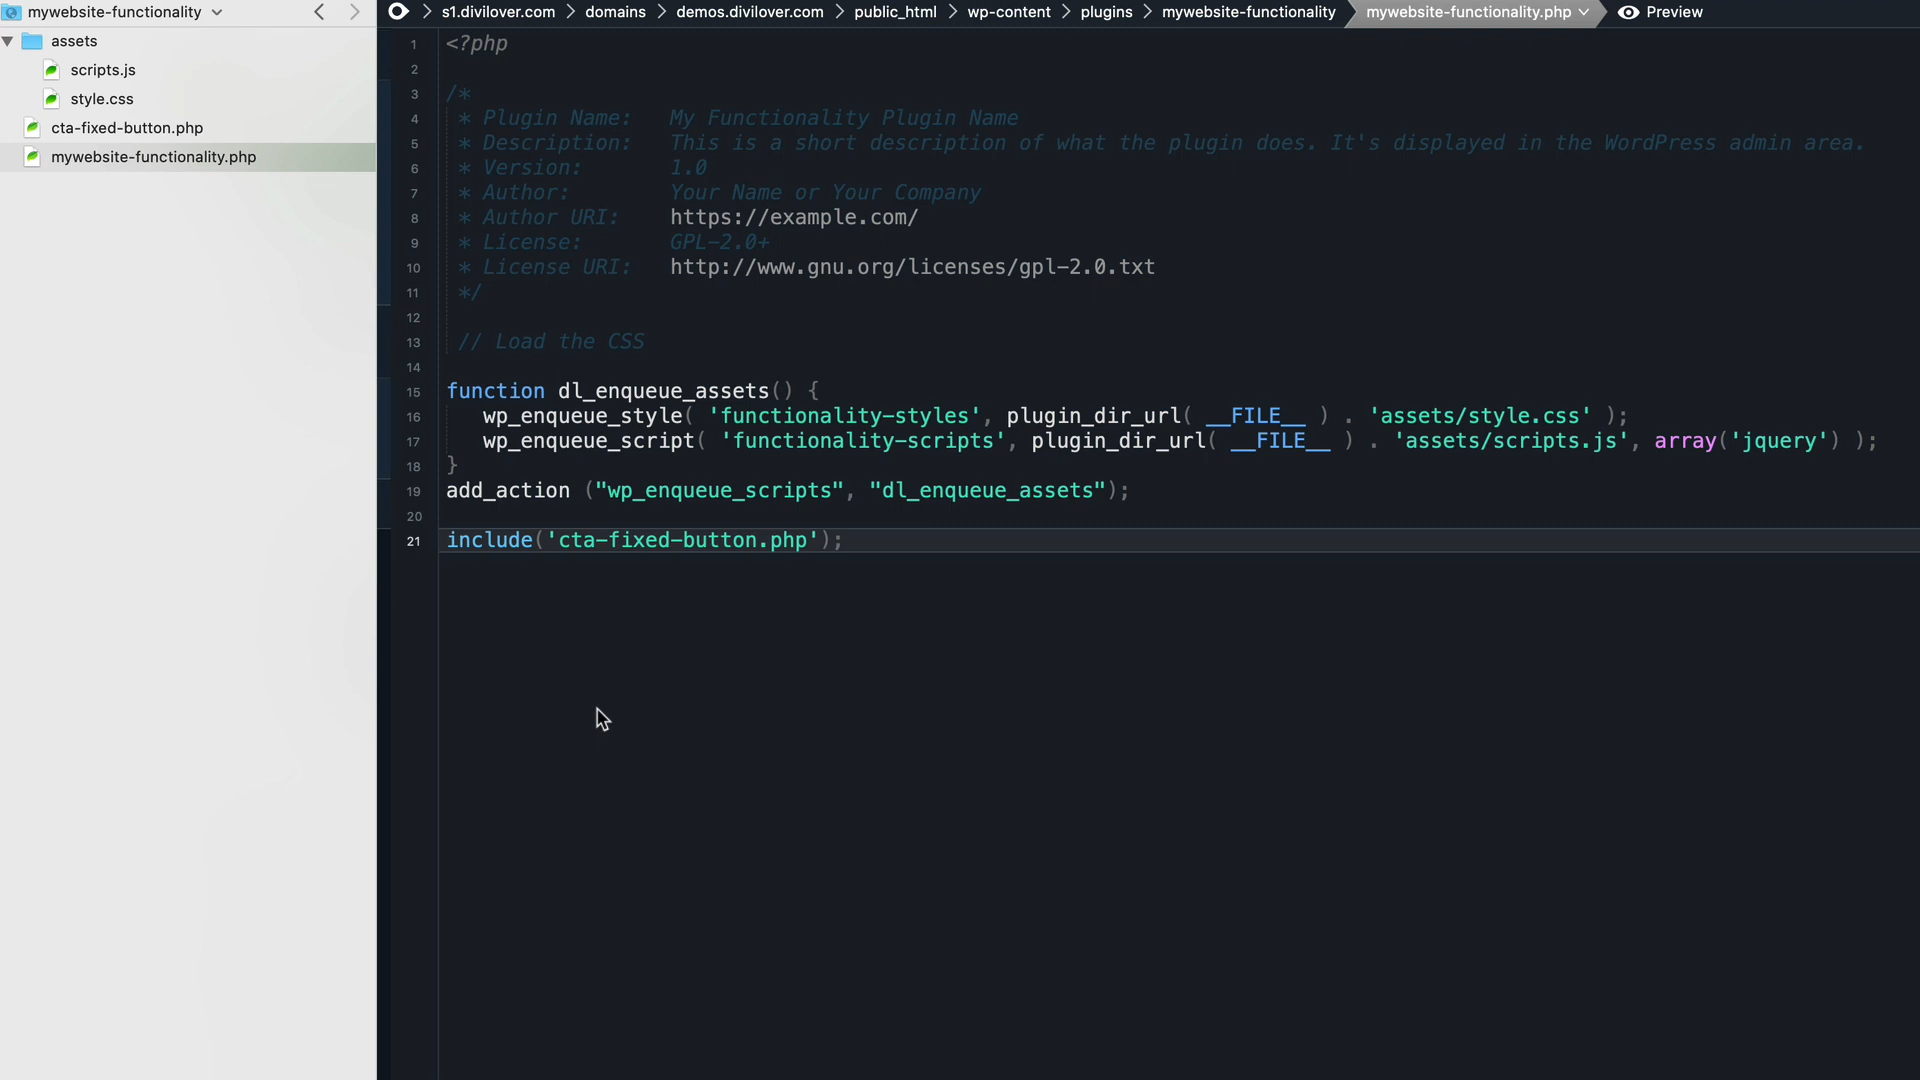 mywebsite-functionality
assets
scripts.js
style.css
cta-fixed-button.php
mywebsite-functionality.php
s1.divilover.com domains demos.divilover.com public_html wp-content plugins mywebsite-functionality mywebsite-functionality.php Preview
1 <?php
2
3 /*
4 * Plugin Name: My Functionality Plugin Name
5 * Description: This is a short description of what the plugin does. It's displayed in the WordPress admin area.
6 * Version: 1.0
7 * Author: Your Name or Your Company
8 * Author URI: https://example.com/
9 * License: GPL-2.0+
10 * License URI: http://www.gnu.org/licenses/gpl-2.0.txt
11 */
12
13 // Load the CSS
14
15 function dl_enqueue_assets() {
16 wp_enqueue_style( 'functionality-styles', plugin_dir_url( __FILE__ ) . 'assets/style.css' );
17 wp_enqueue_script( 'functionality-scripts', plugin_dir_url( __FILE__ ) . 'assets/scripts.js', array('jquery') );
18 }
19 add_action ("wp_enqueue_scripts", "dl_enqueue_assets");
20
21 include('cta-fixed-button.php');